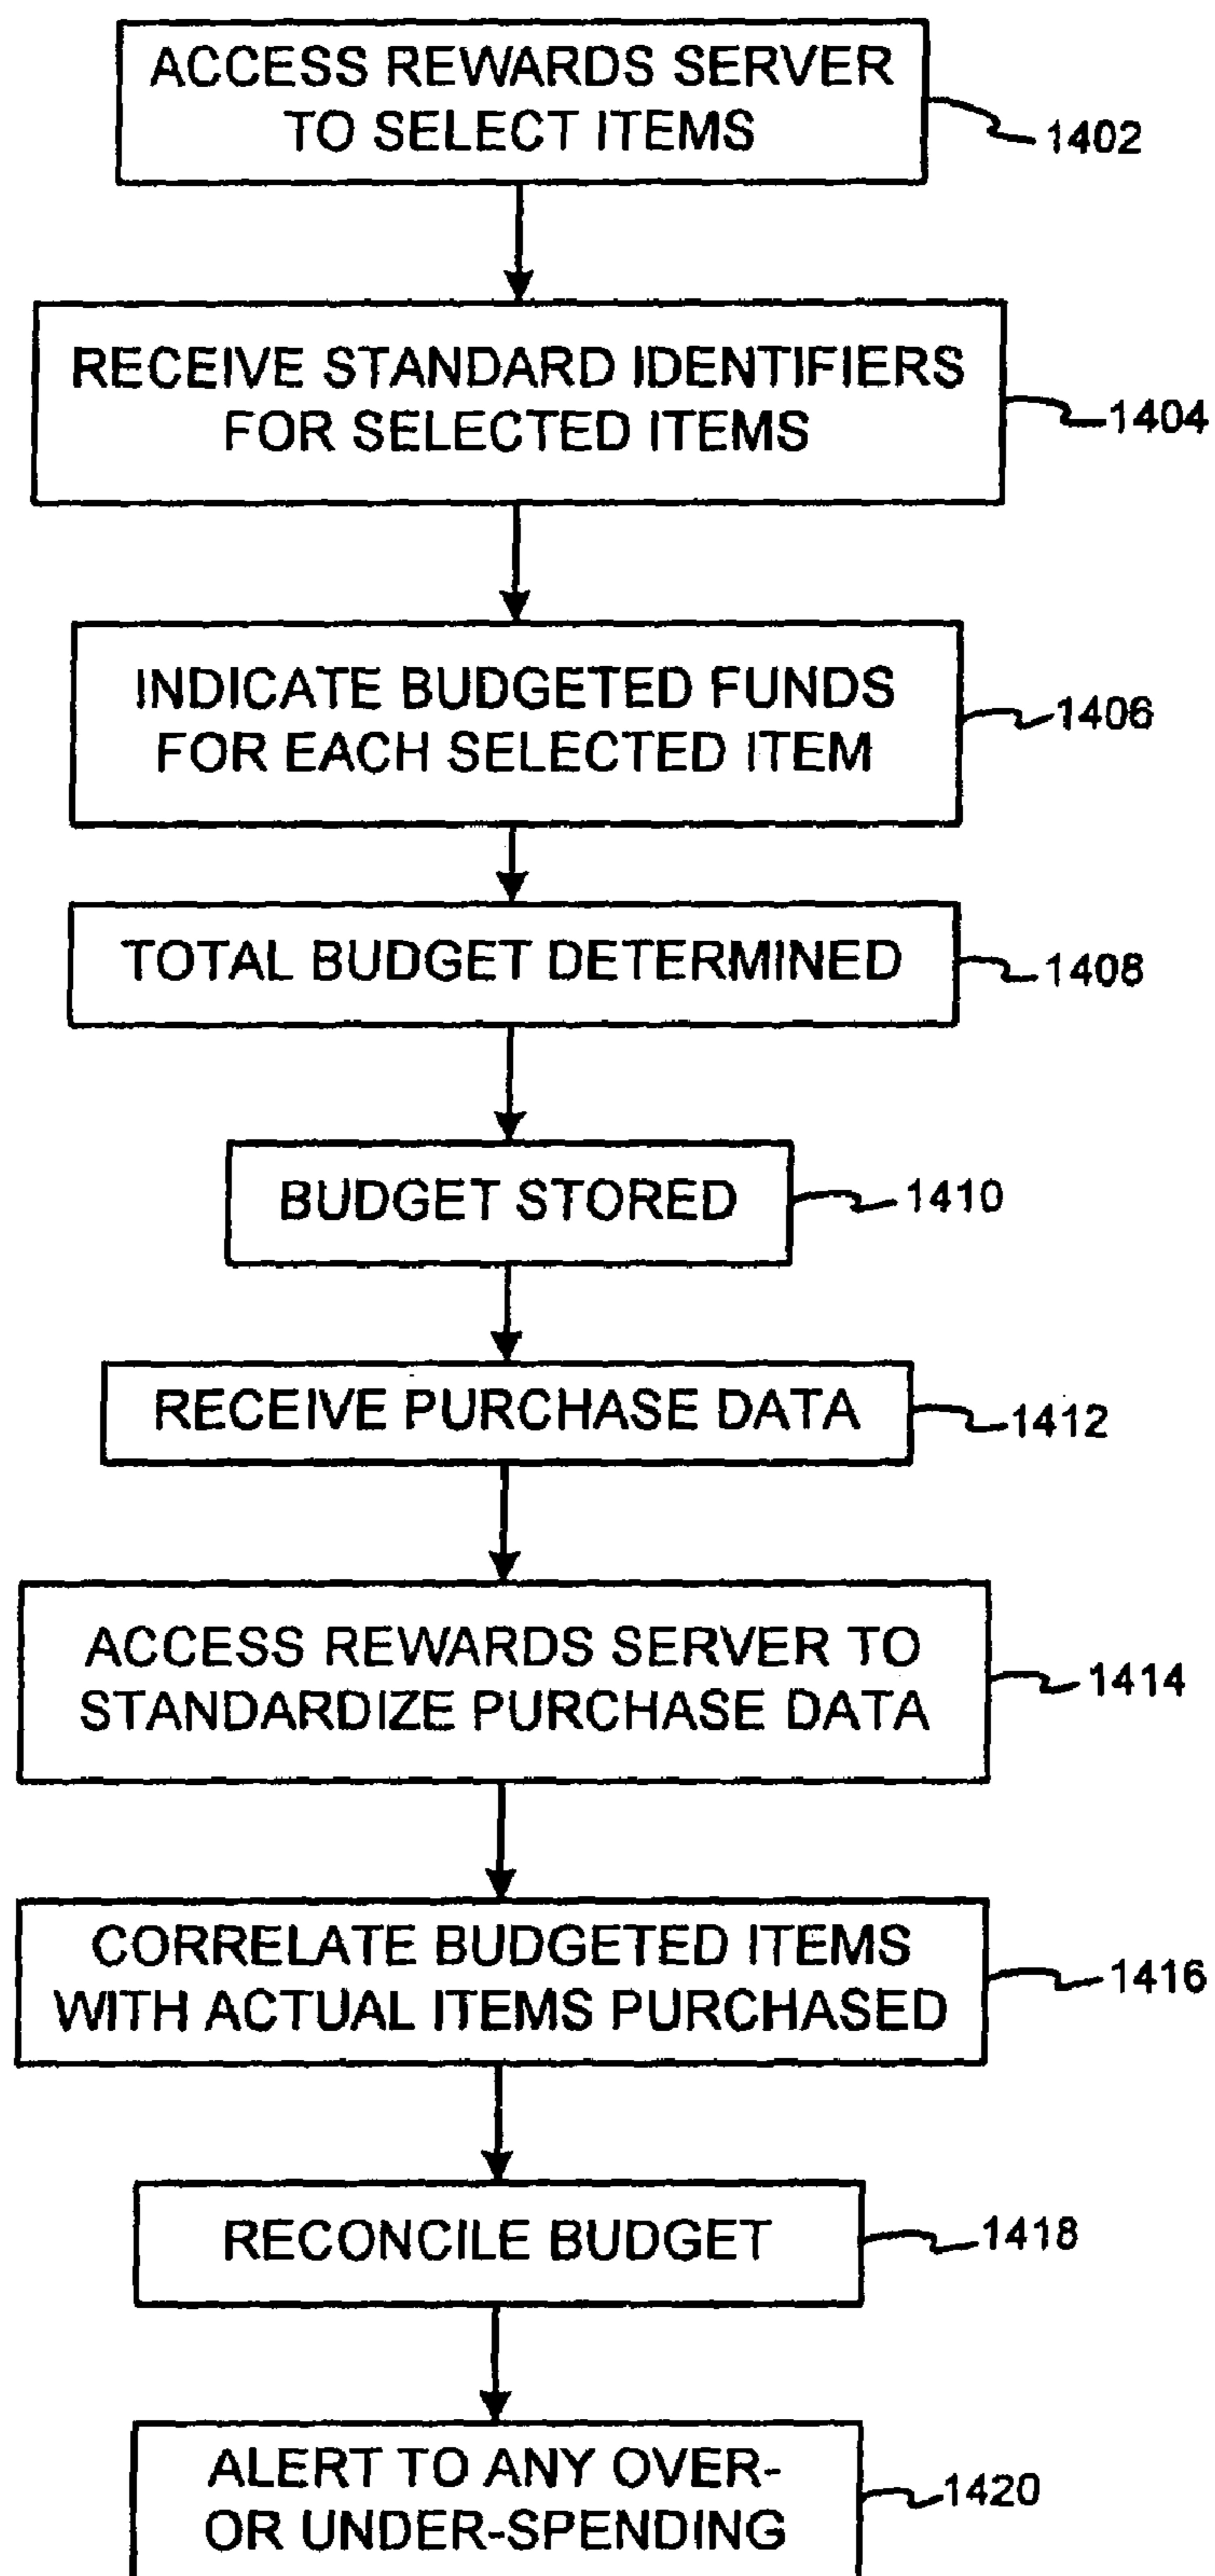 ACCESS REWARDS SERVER
TO SELECT ITEMS
1402
RECEIVE STANDARD IDENTIFIERS
FOR SELECTED ITEMS
1404
INDICATE BUDGETED FUNDS
FOR EACH SELECTED ITEM
1406
TOTAL BUDGET DETERMINED
1408
BUDGET STORED
1410
RECEIVE PURCHASE DATA
1412
ACCESS REWARDS SERVER TO
STANDARDIZE PURCHASE DATA
1414
CORRELATE BUDGETED ITEMS
WITH ACTUAL ITEMS PURCHASED
1416
RECONCILE BUDGET
1418
ALERT TO ANY OVER-
OR UNDER-SPENDING
1420